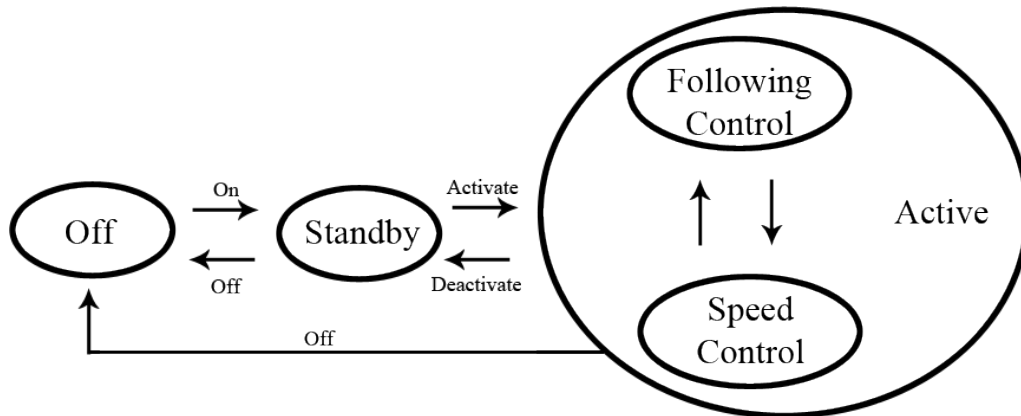 Following
Control
On
Activate
Off
Standby
Active
Off
Deactivate
Speed
Control
Off